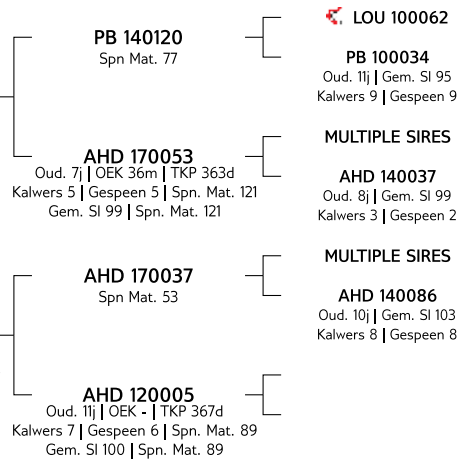 PB 140120
Spn Mat. 77
LOU 100062
PB 100034
Oud. 11j | Gem. SI 95
Kalwers 9 | Gespeen 9
AHD 170053
Oud. 7j | OEK 36m | TKP 363d
Kalwers 5 | Gespeen 5 | Spn. Mat. 121
Gem. SI 99 | Spn. Mat. 121
MULTIPLE SIRES
AHD 140037
Oud. 8j | Gem. SI 99
Kalwers 3 | Gespeen 2
AHD 170037
Spn Mat. 53
MULTIPLE SIRES
AHD 140086
Oud. 10j | Gem. SI 103
Kalwers 8 | Gespeen 8
AHD 120005
Oud. 11j | OEK - | TKP 367d
Kalwers 7 | Gespeen 6 | Spn. Mat. 89
Gem. SI 100 | Spn. Mat. 89